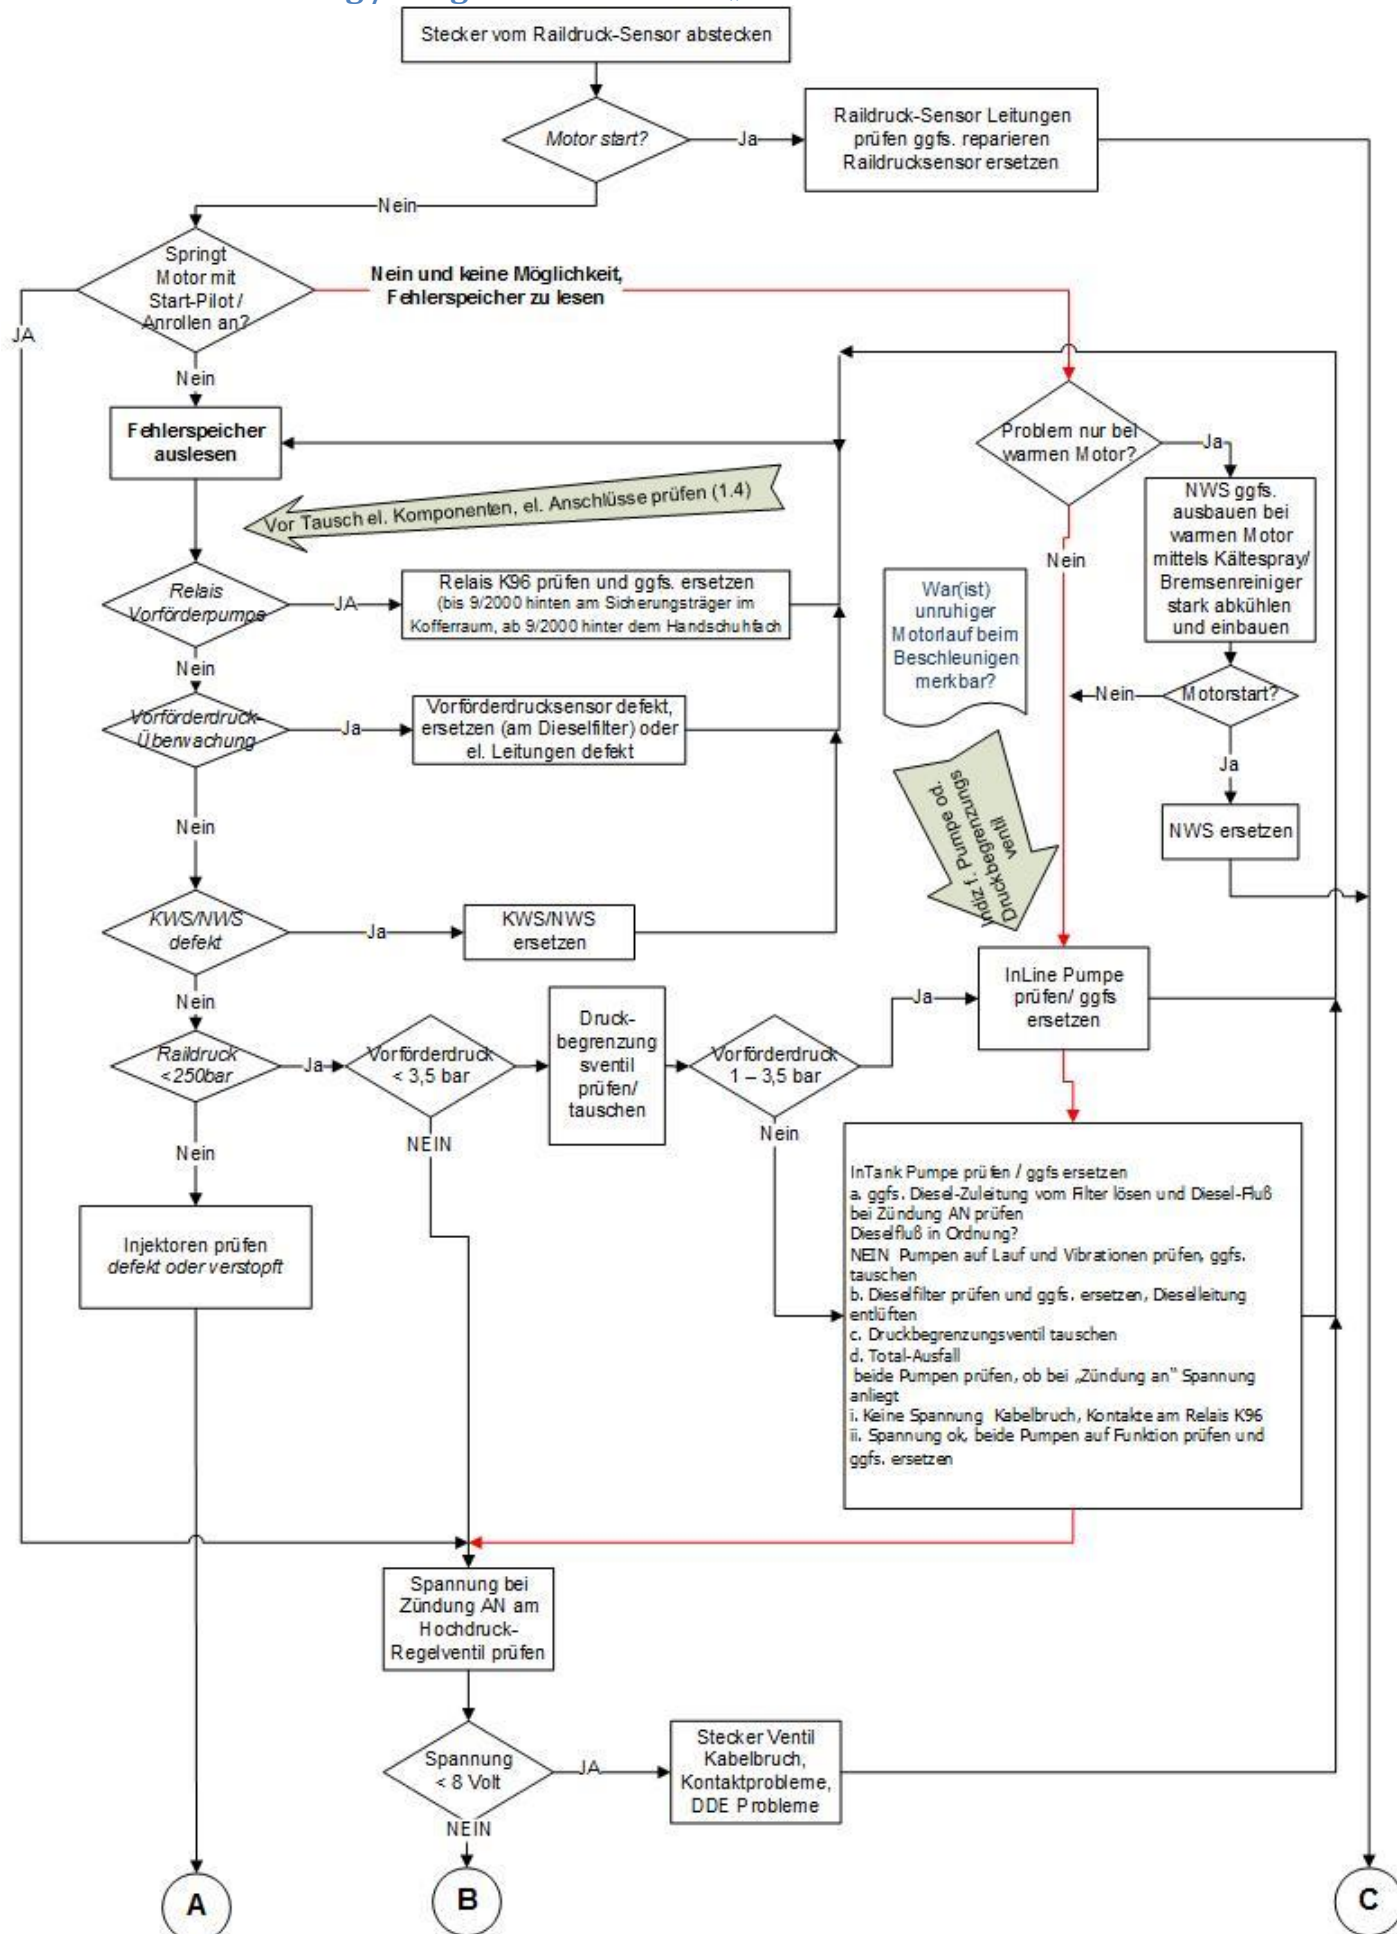 Stecker vom Raildruck-Sensor abstecken
Motor start?
Ja
Raildruck-Sensor Leitungen
prüfen ggfs. reparieren
Raildrucksensor ersetzen
Nein
Springt
Motor mit
Start-Pilot /
Anrollen an?
Nein und keine Möglichkeit,
Fehlerspeicher zu lesen
JA
Nein
Fehlerspeicher
auslesen
Problem nur bei
warmen Motor?
Ja
Vor Tausch el. Komponenten, el. Anschlüsse prüfen (1.4)
NWS ggfs.
ausbauen bei
warmen Motor
mittels Kältespray/
Bremsenreiniger
stark abkühlen
und einbauen
Nein
Relais
Vorförderpumpe
JA
Relais K96 prüfen und ggfs. ersetzen
(bis 9/2000 hinten am Sicherungsträger im
Kofferraum, ab 9/2000 hinter dem Handschuhfach
War(ist)
unruhiger
Motorlauf beim
Beschleunigen
merkbar?
Nein
Motorstart?
Nein
Vorförderdruck-
Überwachung
Ja
Vorförderdrucksensor defekt,
ersetzen (am Dieselfilter) oder
el. Leitungen defekt
Ja
Indiz f. Pumpe od.
Druckbegrenzungs
ventil
NWS ersetzen
Nein
KWS/NWS
defekt
Ja
KWS/NWS
ersetzen
InLine Pumpe
prüfen/ ggfs
ersetzen
Nein
Raildruck
<250bar
Ja
Vorförderdruck
< 3,5 bar
Druck-
begrenzung
sventil
prüfen/
tauschen
Vorförderdruck
1 – 3,5 bar
Ja
Nein
NEIN
Nein
Injektoren prüfen
defekt oder verstopft
InTank Pumpe prüfen / ggfs ersetzen
a. ggfs. Diesel-Zuleitung vom Filter lösen und Diesel-Fluß
bei Zündung AN prüfen
Dieselfluß in Ordnung?
NEIN Pumpen auf Lauf und Vibrationen prüfen, ggfs.
tauschen
b. Dieselfilter prüfen und ggfs. ersetzen, Dieselleitung
entlüften
c. Druckbegrenzungsventil tauschen
d. Total-Ausfall
beide Pumpen prüfen, ob bei „Zündung an“ Spannung
anliegt
i. Keine Spannung Kabelbruch, Kontakte am Relais K96
ii. Spannung ok, beide Pumpen auf Funktion prüfen und
ggfs. ersetzen
Spannung bei
Zündung AN am
Hochdruck-
Regelventil prüfen
Spannung
< 8 Volt
JA
Stecker Ventil
Kabelbruch,
Kontaktprobleme,
DDE Probleme
NEIN
A
B
C